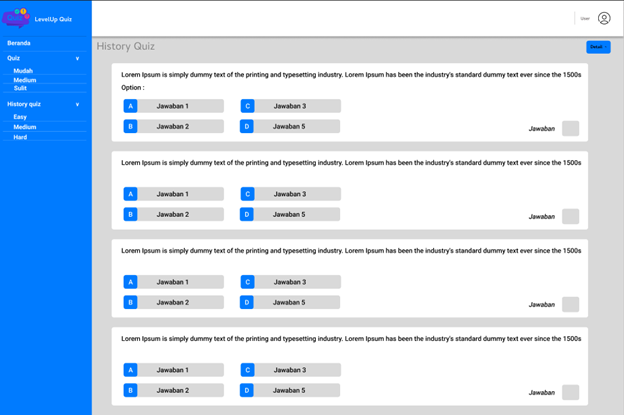 Quiz
LevelUp Quiz
User
Beranda
Quiz
Mudah
Medium
Sulit
History quiz
Easy
Medium
Hard
History Quiz
Detail
Lorem Ipsum is simply dummy text of the printing and typesetting industry. Lorem Ipsum has been the industry's standard dummy text ever since the 1500s
Option :
A Jawaban 1 C Jawaban 3
B Jawaban 2 D Jawaban 5
Jawaban
Lorem Ipsum is simply dummy text of the printing and typesetting industry. Lorem Ipsum has been the industry's standard dummy text ever since the 1500s
A Jawaban 1 C Jawaban 3
B Jawaban 2 D Jawaban 5
Jawaban
Lorem Ipsum is simply dummy text of the printing and typesetting industry. Lorem Ipsum has been the industry's standard dummy text ever since the 1500s
A Jawaban 1 C Jawaban 3
B Jawaban 2 D Jawaban 5
Jawaban
Lorem Ipsum is simply dummy text of the printing and typesetting industry. Lorem Ipsum has been the industry's standard dummy text ever since the 1500s
A Jawaban 1 C Jawaban 3
B Jawaban 2 D Jawaban 5
Jawaban